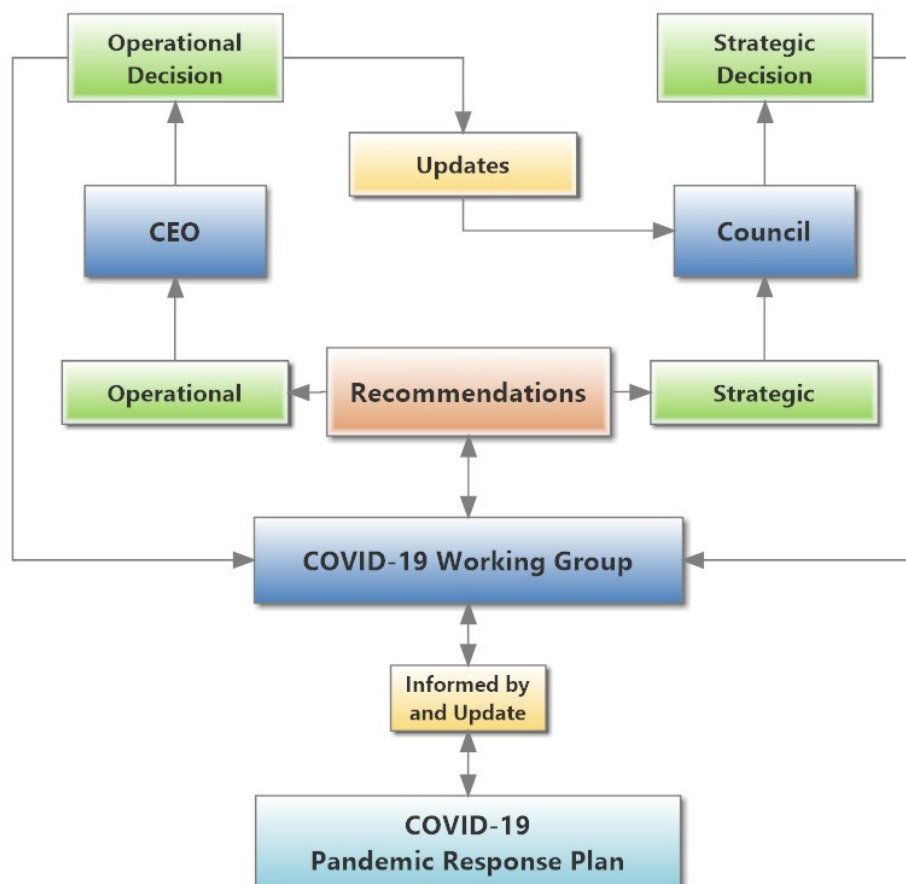 Operational
Decision
Strategic
Decision
Updates
CEO
Council
Operational
Recommendations
Strategic
COVID-19 Working Group
Informed by
and Update
COVID-19
Pandemic Response Plan